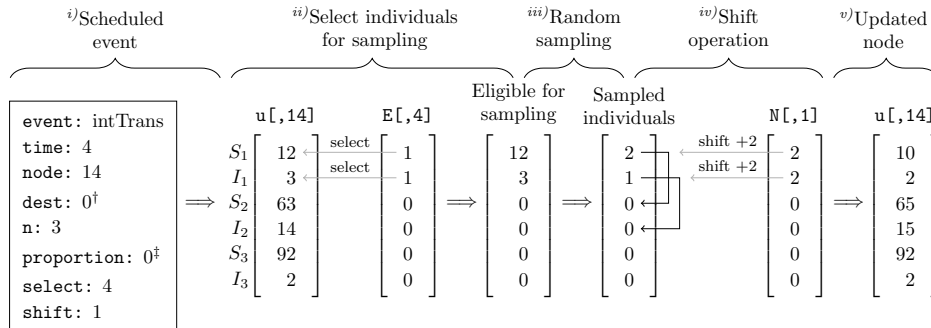 i)Scheduled event
ii)Select individuals for sampling
iii)Random sampling
iv)Shift operation
v)Updated node
event: intTrans
time: 4
node: 14
dest: 0†
n: 3
proportion: 0‡
select: 4
shift: 1
u[,14] E[,4] Eligible for sampling Sampled individuals N[,1] u[,14]
S1 12 select 1 12 2 shift +2 2 10
I1 3 select 1 3 1 shift +2 2 2
S2 63 0 0 0 0 65
I2 14 0 0 0 0 15
S3 92 0 0 0 0 92
I3 2 0 0 0 0 2